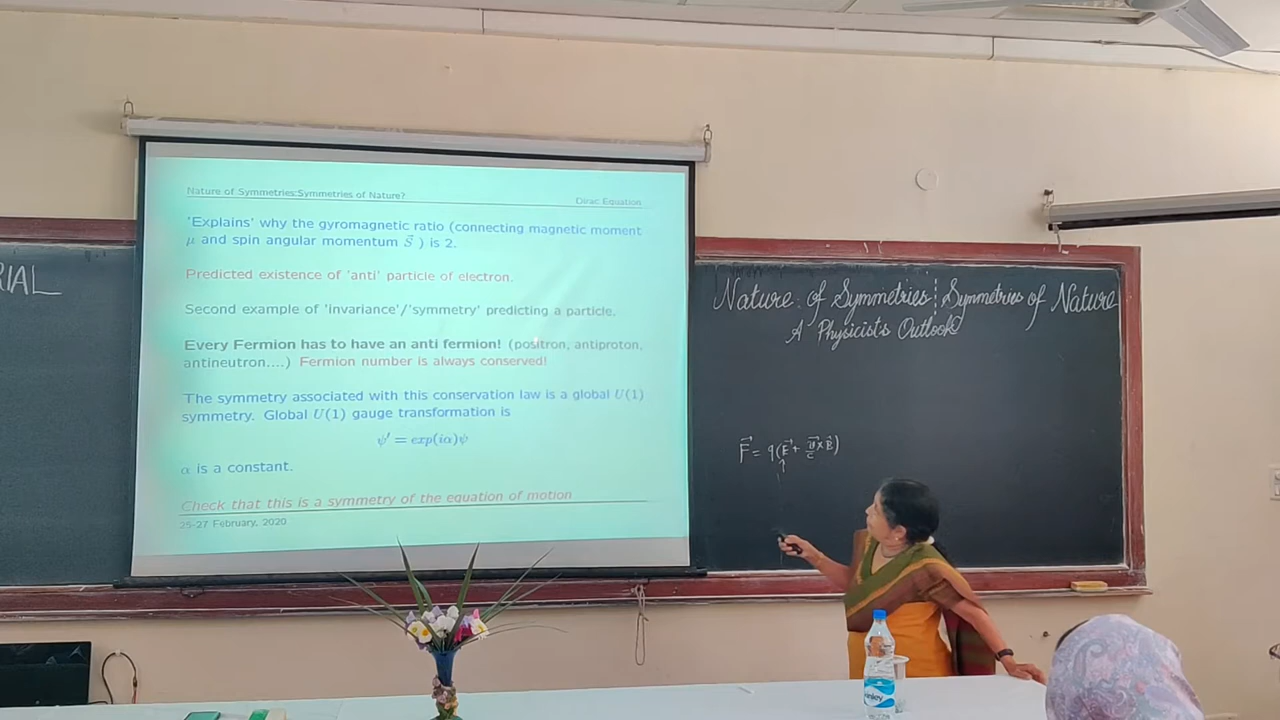 Nature of Symmetries:Symmetries of Nature?
Dirac Equation
'Explains' why the gyromagnetic ratio (connecting magnetic moment
μ and spin angular momentum S⃗ ) is 2.
Predicted existence of 'anti' particle of electron.
Second example of 'invariance'/'symmetry' predicting a particle.
Every Fermion has to have an anti fermion! (positron, antiproton,
antineutron....) Fermion number is always conserved!
The symmetry associated with this conservation law is a global U(1)
symmetry. Global U(1) gauge transformation is
ψ′ = exp(iα)ψ
α is a constant.
Check that this is a symmetry of the equation of motion
25-27 February, 2020
RIAL
Nature of Symmetries: Symmetries of Nature
A Physicist's Outlook
F⃗ = q(E⃗ + v⃗/c × B⃗)